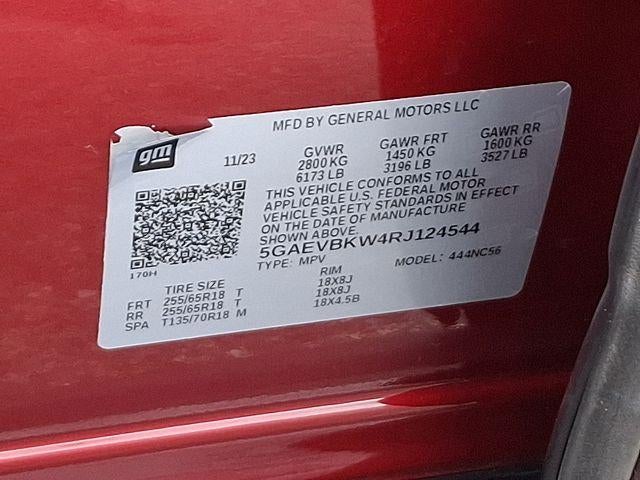 MFD BY GENERAL MOTORS LLC
gm
11/23
GVWR
2800 KG
6173 LB
GAWR FRT
1450 KG
3196 LB
GAWR RR
1600 KG
3527 LB
THIS VEHICLE CONFORMS TO ALL
APPLICABLE U.S. FEDERAL MOTOR
VEHICLE SAFETY STANDARDS IN EFFECT
ON THE DATE OF MANUFACTURE
SHOWN ABOVE.
5GAEVBKW4RJ124544
TYPE: MPV
MODEL: 444NC56
170H
TIRE SIZE RIM
FRT 255/65R18 T 18X8J
RR 255/65R18 T 18X8J
SPA T135/70R18 M 18X4.5B